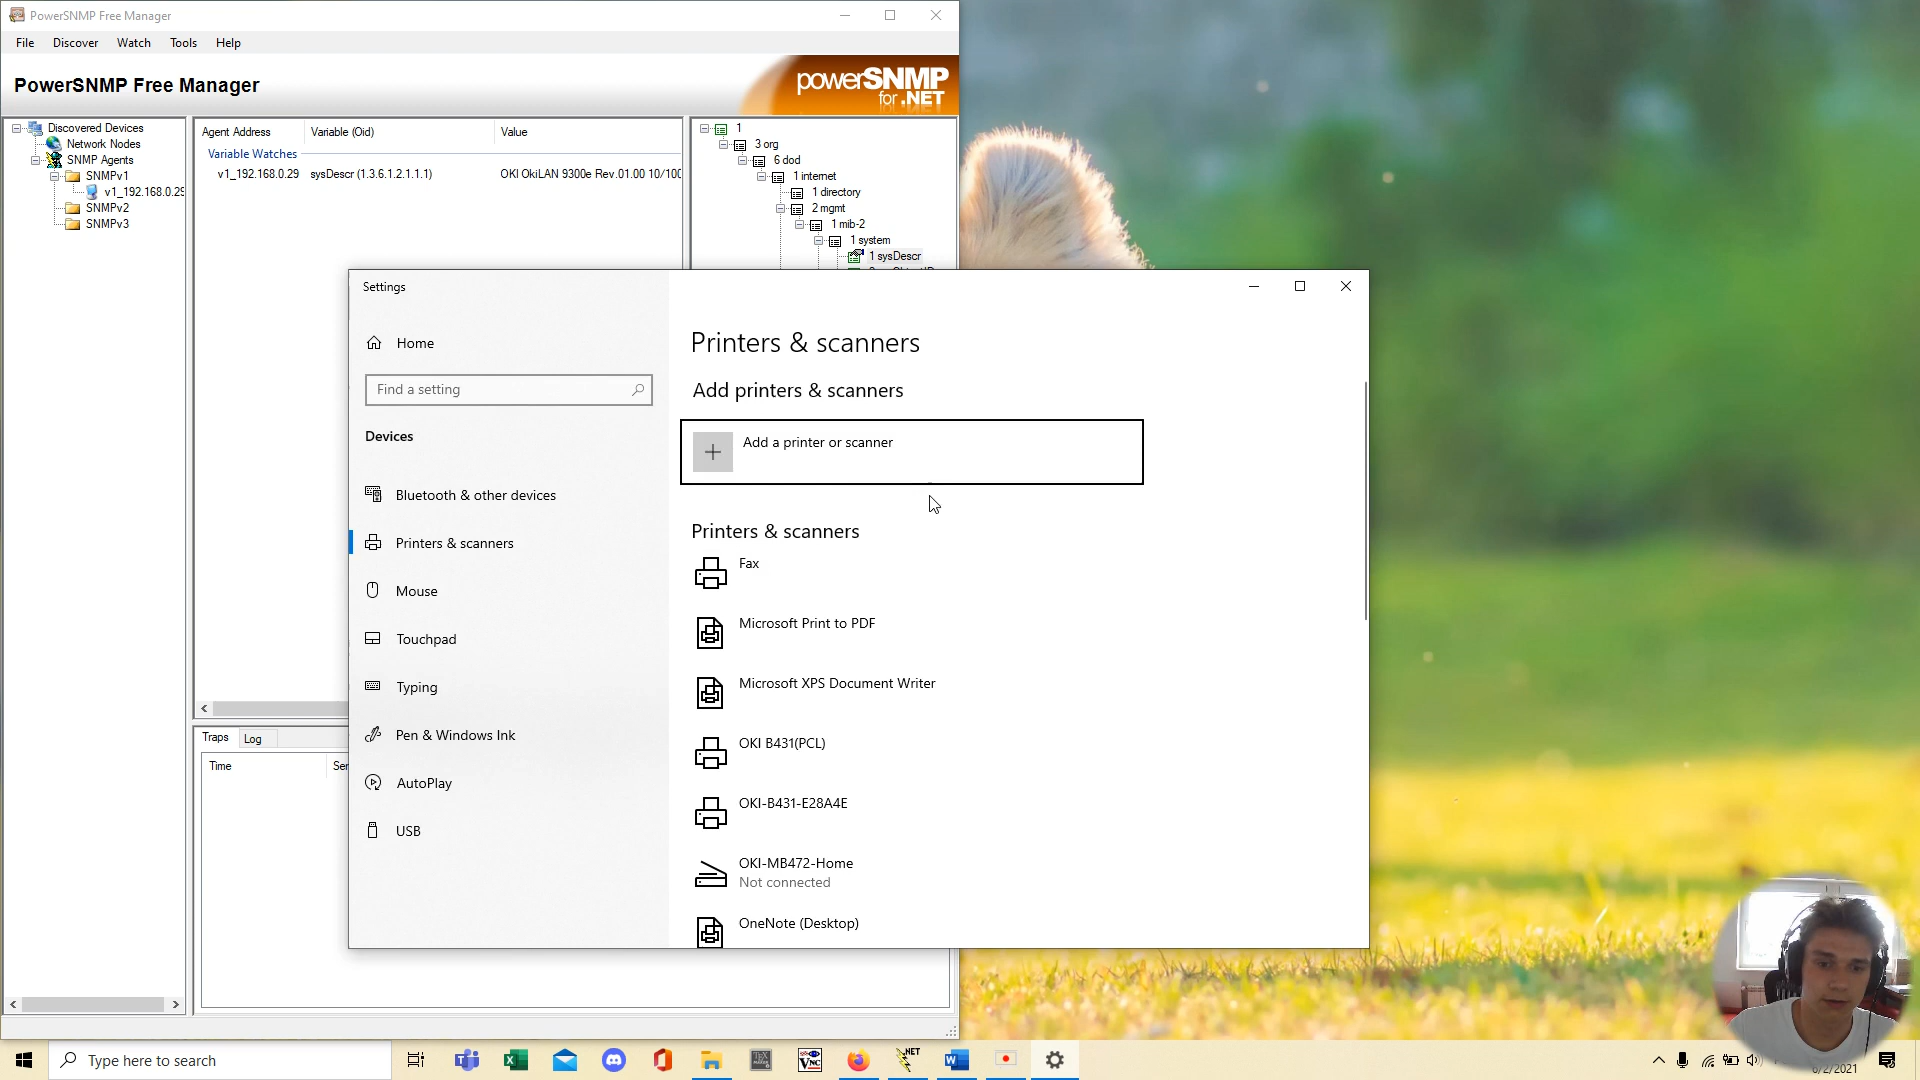 PowerSNMP Free Manager
File Discover Watch Tools Help
PowerSNMP Free Manager
powerSNMP
for .NET
Discovered Devices
Network Nodes
SNMP Agents
SNMPv1
v1_192.168.0.29
SNMPv2
SNMPv3
Agent Address Variable (Oid) Value
Variable Watches
v1_192.168.0.29 sysDescr (1.3.6.1.2.1.1.1) OKI OkiLAN 9300e Rev.01.00 10/100
1
3 org
6 dod
1 internet
1 directory
2 mgmt
1 mib-2
1 system
1 sysDescr
Traps Log
Time Ser
Settings
Home
Find a setting
Devices
Bluetooth & other devices
Printers & scanners
Mouse
Touchpad
Typing
Pen & Windows Ink
AutoPlay
USB
Printers & scanners
Add printers & scanners
Add a printer or scanner
Printers & scanners
Fax
Microsoft Print to PDF
Microsoft XPS Document Writer
OKI B431(PCL)
OKI-B431-E28A4E
OKI-MB472-Home
Not connected
OneNote (Desktop)
Type here to search
.NET
6/2/2021